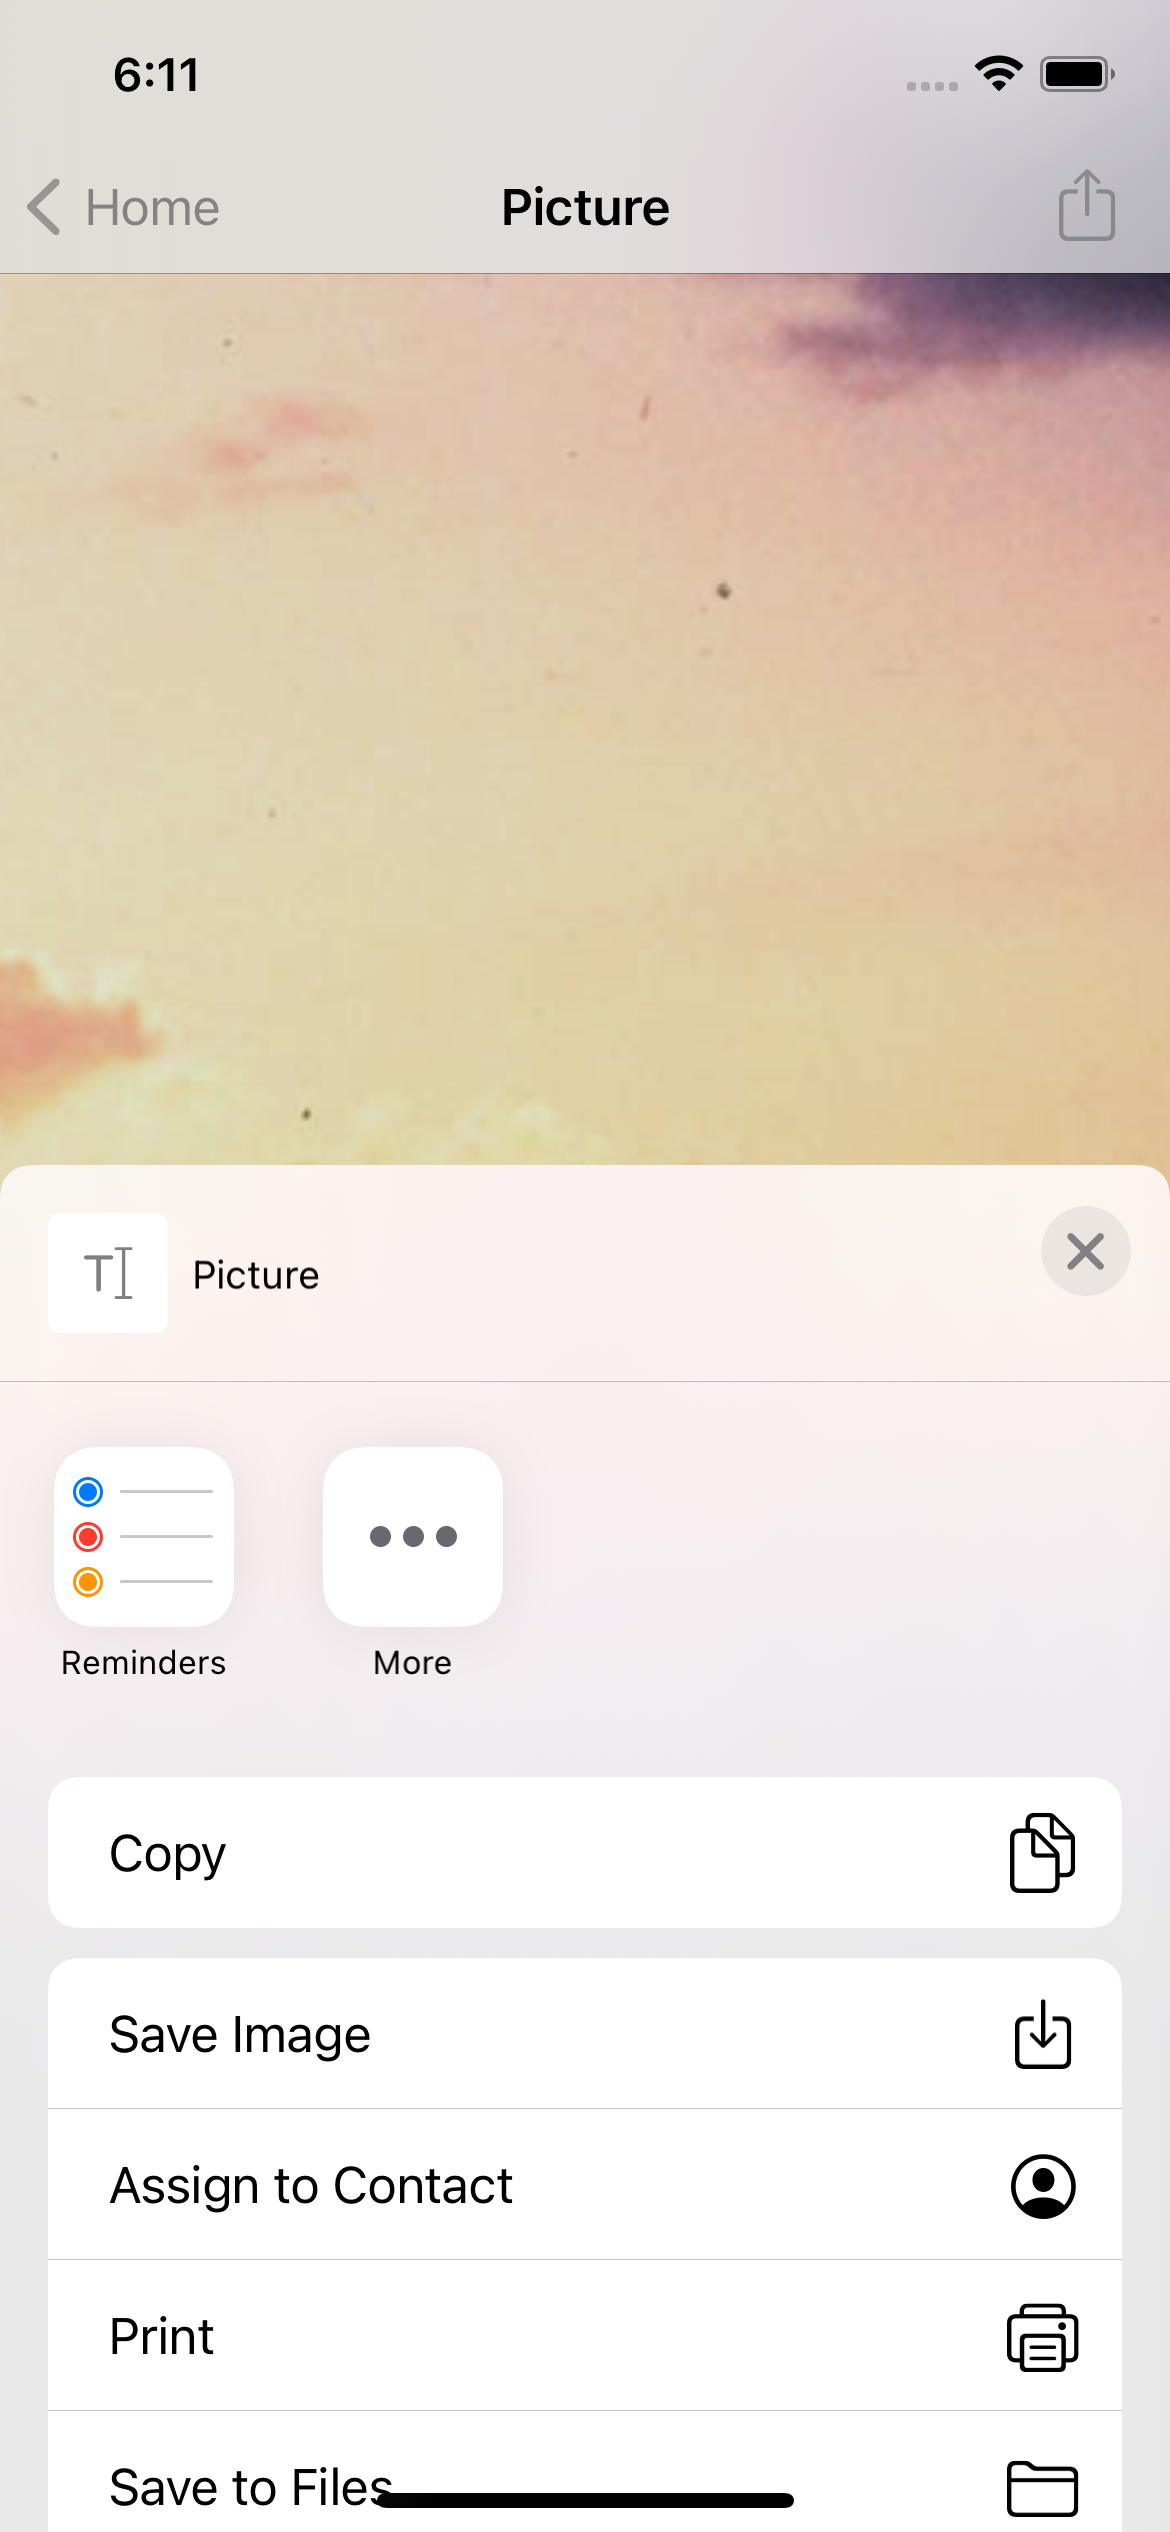 6:11
Home
Picture
Picture
Reminders
More
Copy
Save Image
Assign to Contact
Print
Save to Files